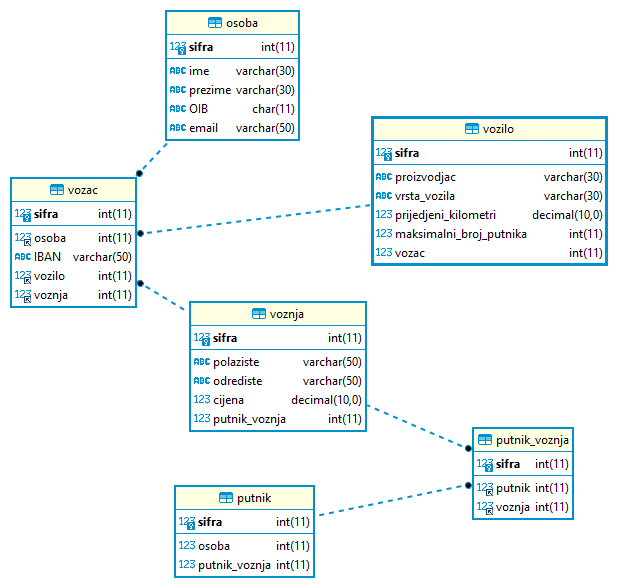 osoba
123 sifra int(11)
ABC ime varchar(30)
ABC prezime varchar(30)
ABC OIB char(11)
ABC email varchar(50)
vozilo
123 sifra int(11)
ABC proizvodjac varchar(30)
ABC vrsta_vozila varchar(30)
123 prijedjeni_kilometri decimal(10,0)
123 maksimalni_broj_putnika int(11)
123 vozac int(11)
vozac
123 sifra int(11)
123 osoba int(11)
ABC IBAN varchar(50)
123 vozilo int(11)
123 voznja int(11)
voznja
123 sifra int(11)
ABC polaziste varchar(50)
ABC odrediste varchar(50)
123 cijena decimal(10,0)
123 putnik_voznja int(11)
putnik_voznja
123 sifra int(11)
123 putnik int(11)
123 voznja int(11)
putnik
123 sifra int(11)
123 osoba int(11)
123 putnik_voznja int(11)